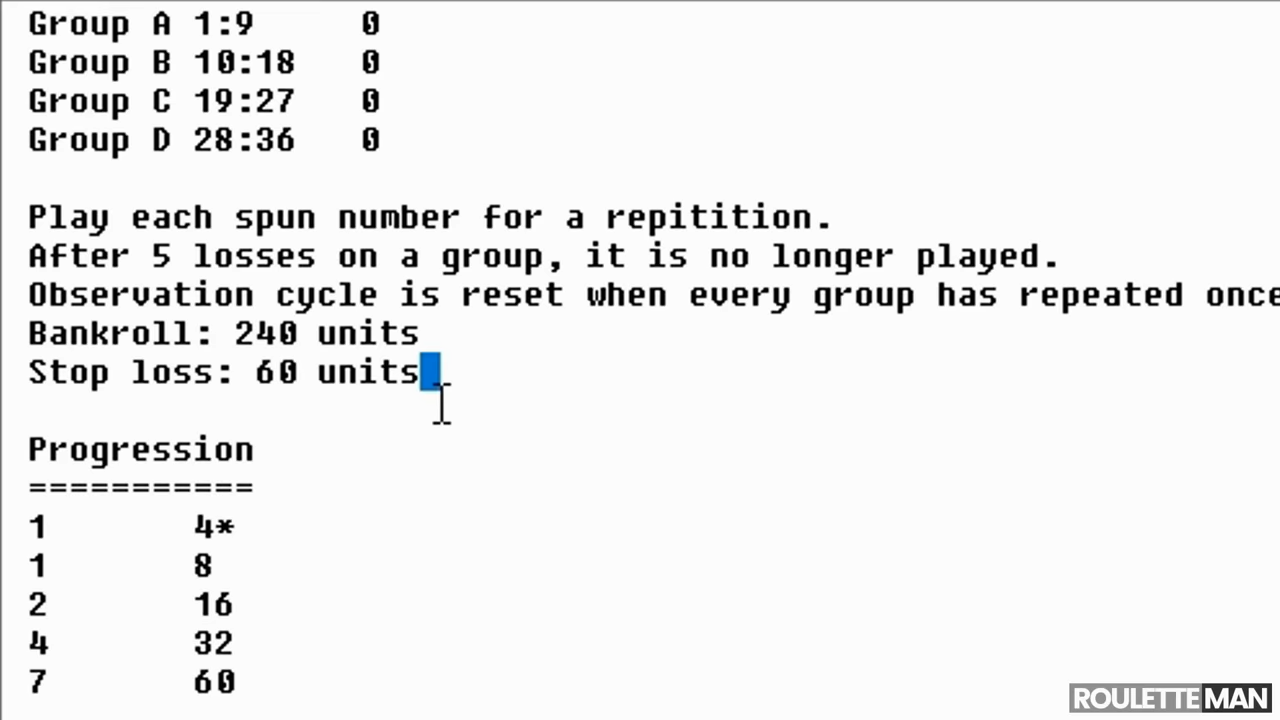 Group A 1:9 0
Group B 10:18 0
Group C 19:27 0
Group D 28:36 0
Play each spun number for a repitition.
After 5 losses on a group, it is no longer played.
Observation cycle is reset when every group has repeated once
Bankroll: 240 units
Stop loss: 60 units
Progression
===========
1 4*
1 8
2 16
4 32
7 60
ROULETTE MAN